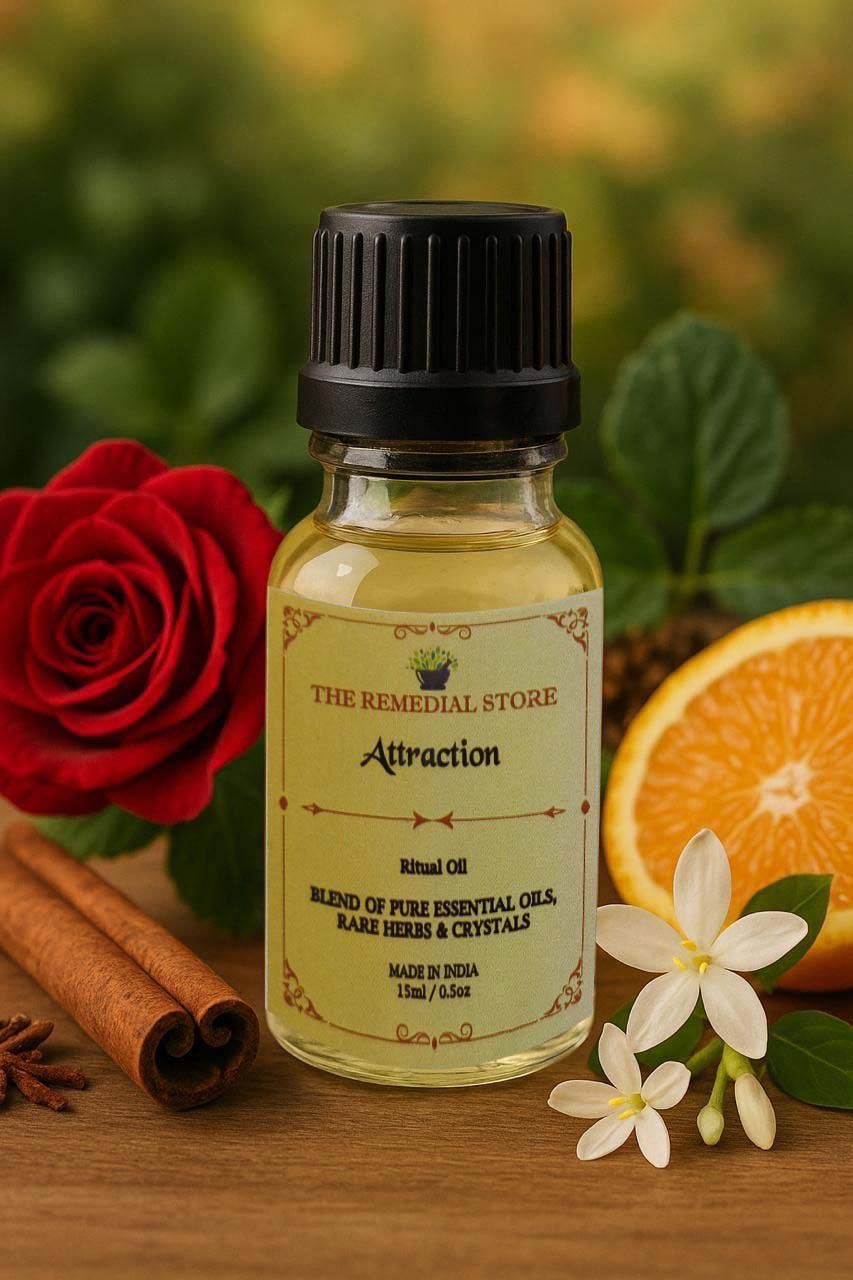 THE REMEDIAL STORE
Attraction
Ritual Oil
BLEND OF PURE ESSENTIAL OILS,
RARE HERBS & CRYSTALS
MADE IN INDIA
15ml / 0.5oz